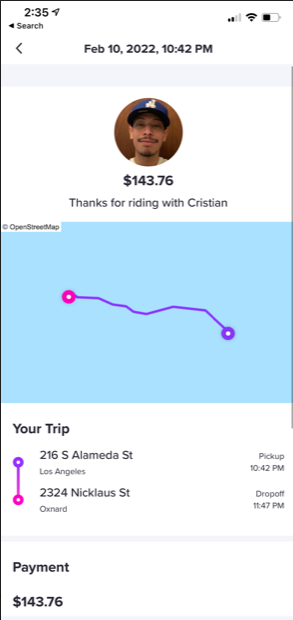 2:35
Search
Feb 10, 2022, 10:42 PM
$143.76
Thanks for riding with Cristian
© OpenStreetMap
Your Trip
216 S Alameda St
Pickup
Los Angeles
10:42 PM
2324 Nicklaus St
Dropoff
Oxnard
11:47 PM
Payment
$143.76